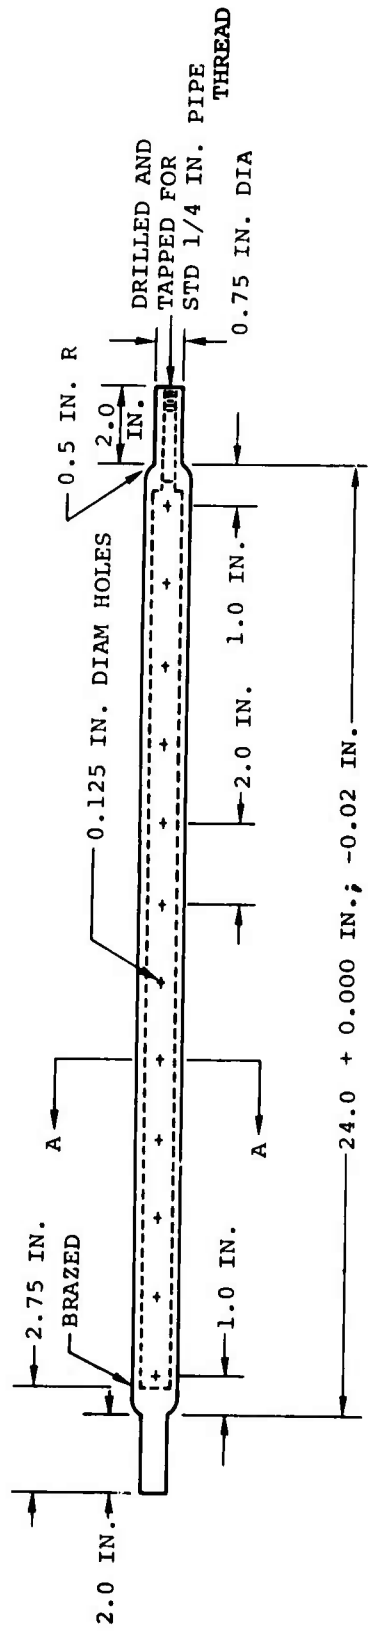 2.0 IN.
2.75 IN.
BRAZED
A
A
1.0 IN.
0.125 IN. DIAM HOLES
0.5 IN. R
2.0
IN.
DRILLED AND
TAPPED FOR
STD 1/4 IN. PIPE
THREAD
0.75 IN. DIA
1.0 IN.
2.0 IN.
24.0 + 0.000 IN.; -0.02 IN.